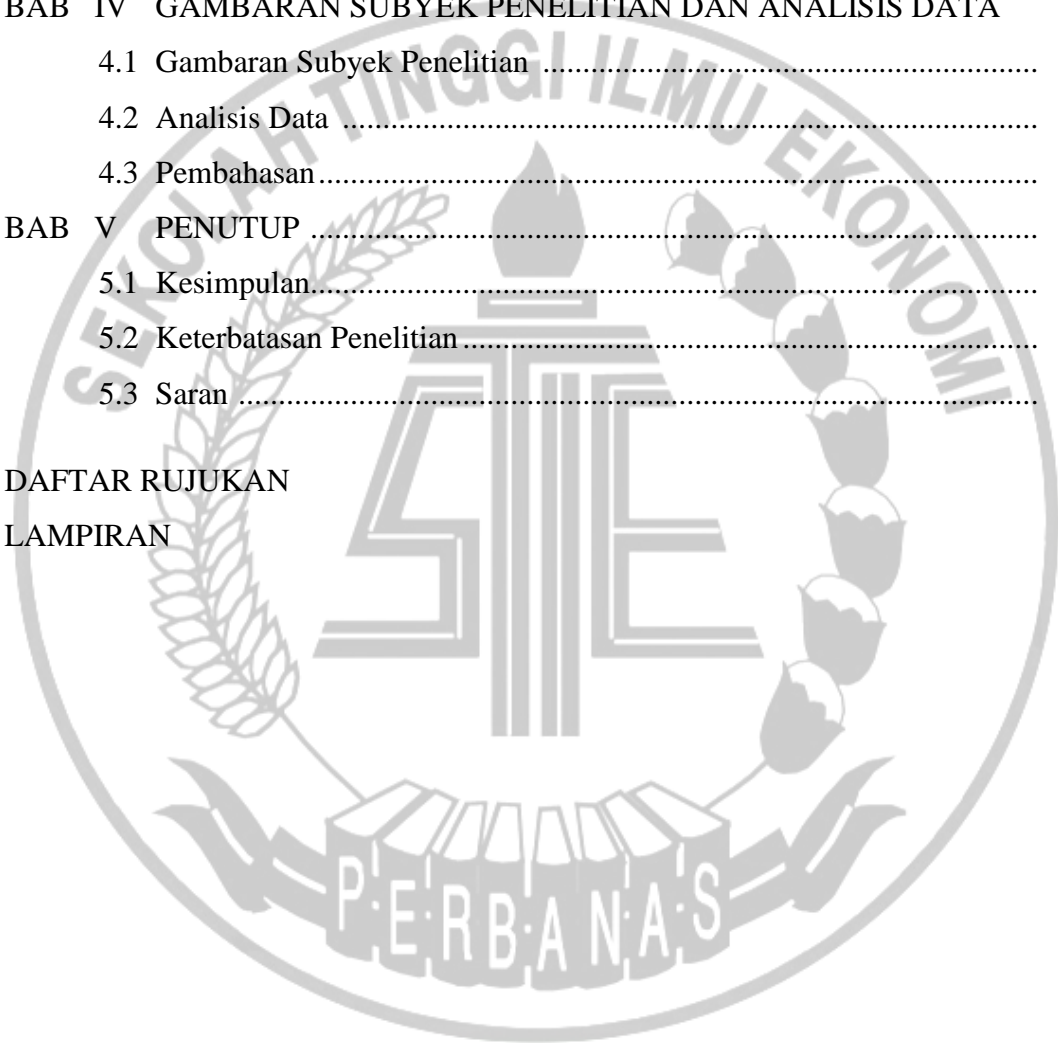 BAB IV GAMBARAN SUBYEK PENELITIAN DAN ANALISIS DATA
4.1 Gambaran Subyek Penelitian ..............................................................
4.2 Analisis Data .......................................................................................
4.3 Pembahasan..........................................................................................
BAB V PENUTUP ...........................................................................................
5.1 Kesimpulan...........................................................................................
5.2 Keterbatasan Penelitian........................................................................
5.3 Saran ....................................................................................................
DAFTAR RUJUKAN
LAMPIRAN
SEKOLAH TINGGI ILMU EKONOMI
STIE
P·E·R·B·A·N·A·S